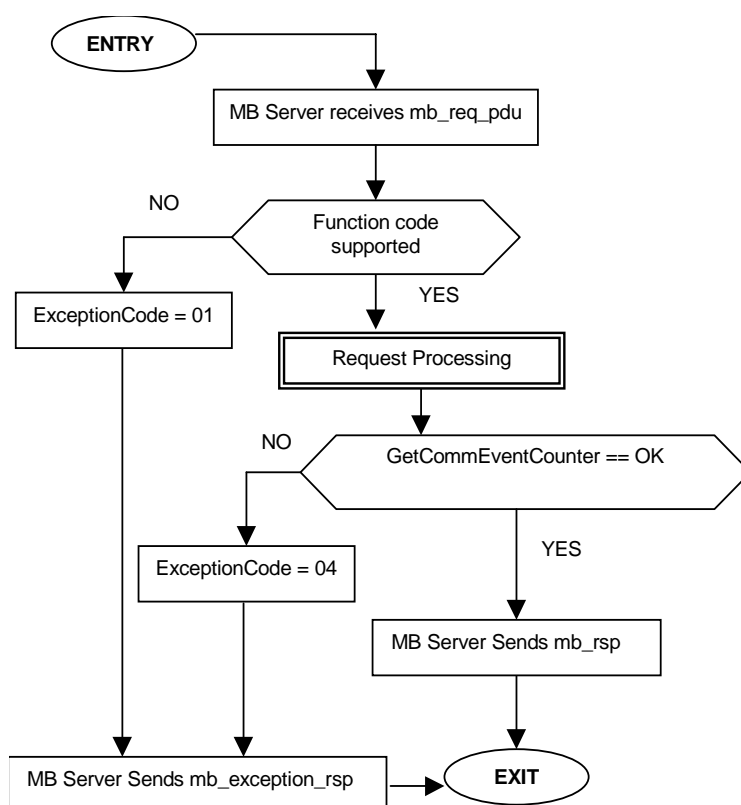 ENTRY
MB Server receives mb_req_pdu
NO
Function code
supported
YES
ExceptionCode = 01
Request Processing
NO
GetCommEventCounter == OK
YES
ExceptionCode = 04
MB Server Sends mb_rsp
MB Server Sends mb_exception_rsp
EXIT